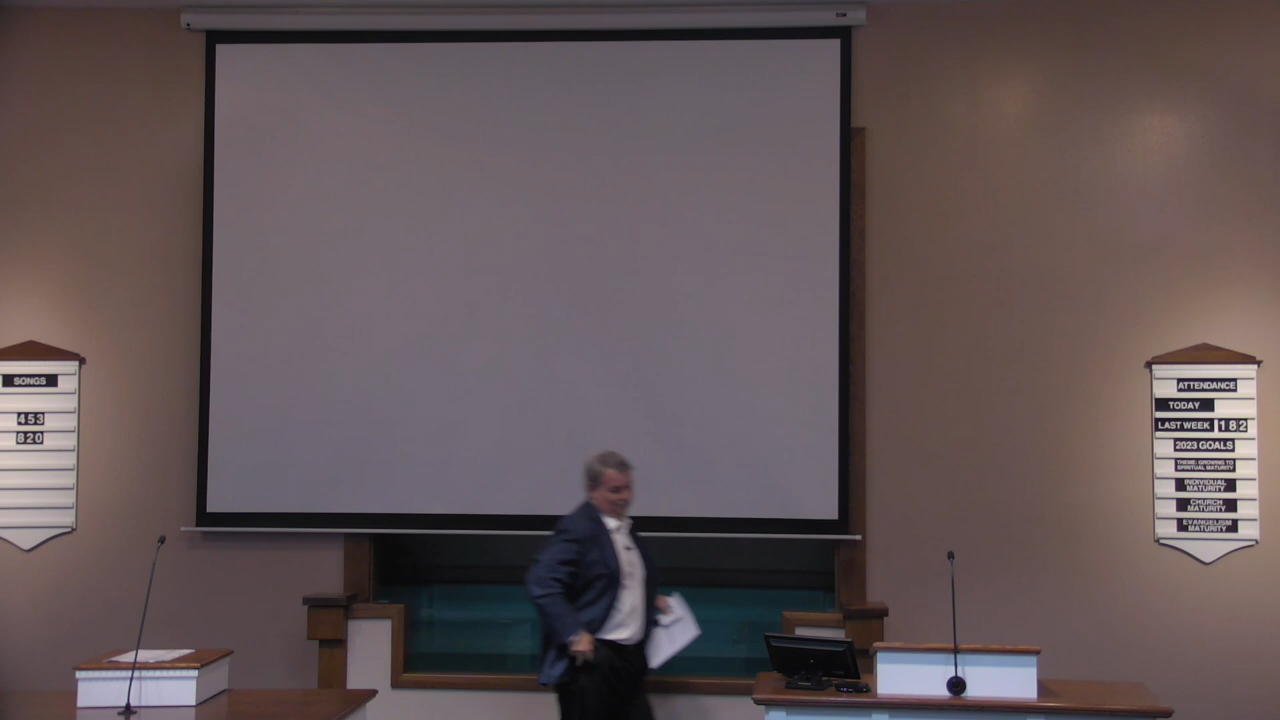 SONGS
453
820
ATTENDANCE
TODAY
LAST WEEK 182
2023 GOALS
THEME: GROWING TO
SPIRITUAL MATURITY
INDIVIDUAL
MATURITY
CHURCH
MATURITY
EVANGELISM
MATURITY